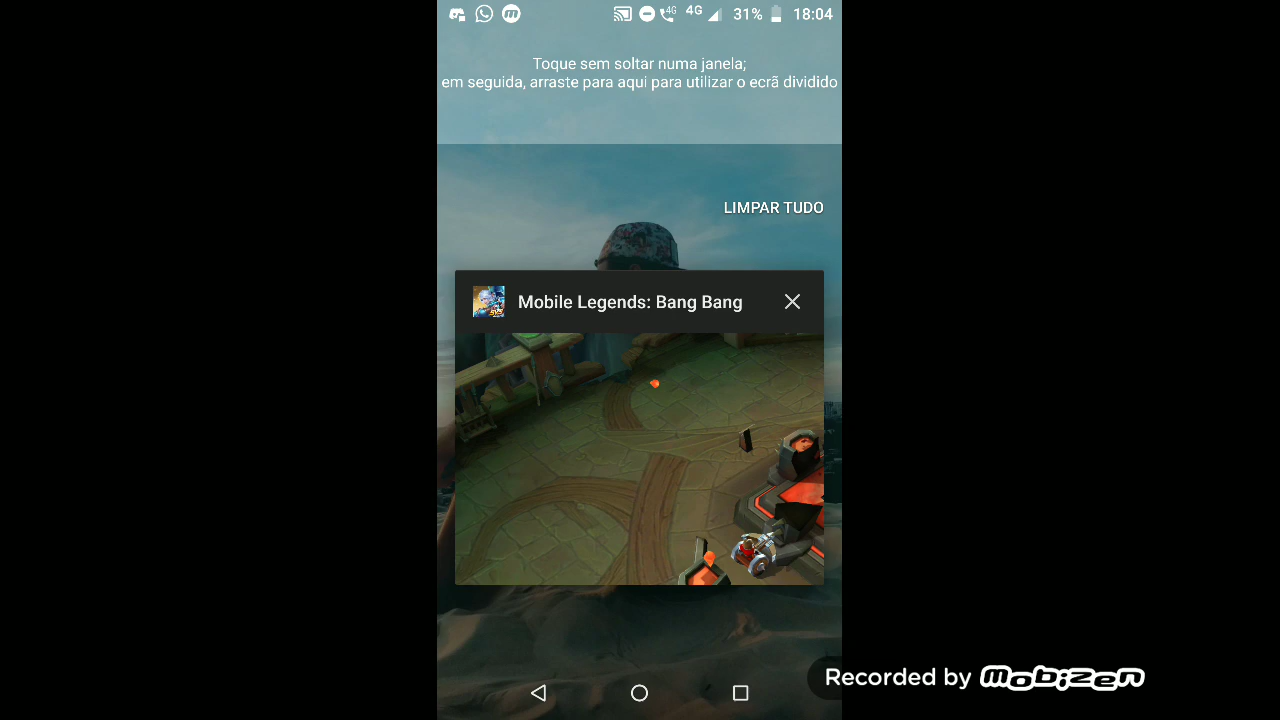 4G 4G 31% 18:04
Toque sem soltar numa janela;
em seguida, arraste para aqui para utilizar o ecrã dividido
LIMPAR TUDO
Mobile Legends: Bang Bang
Recorded by mobizen